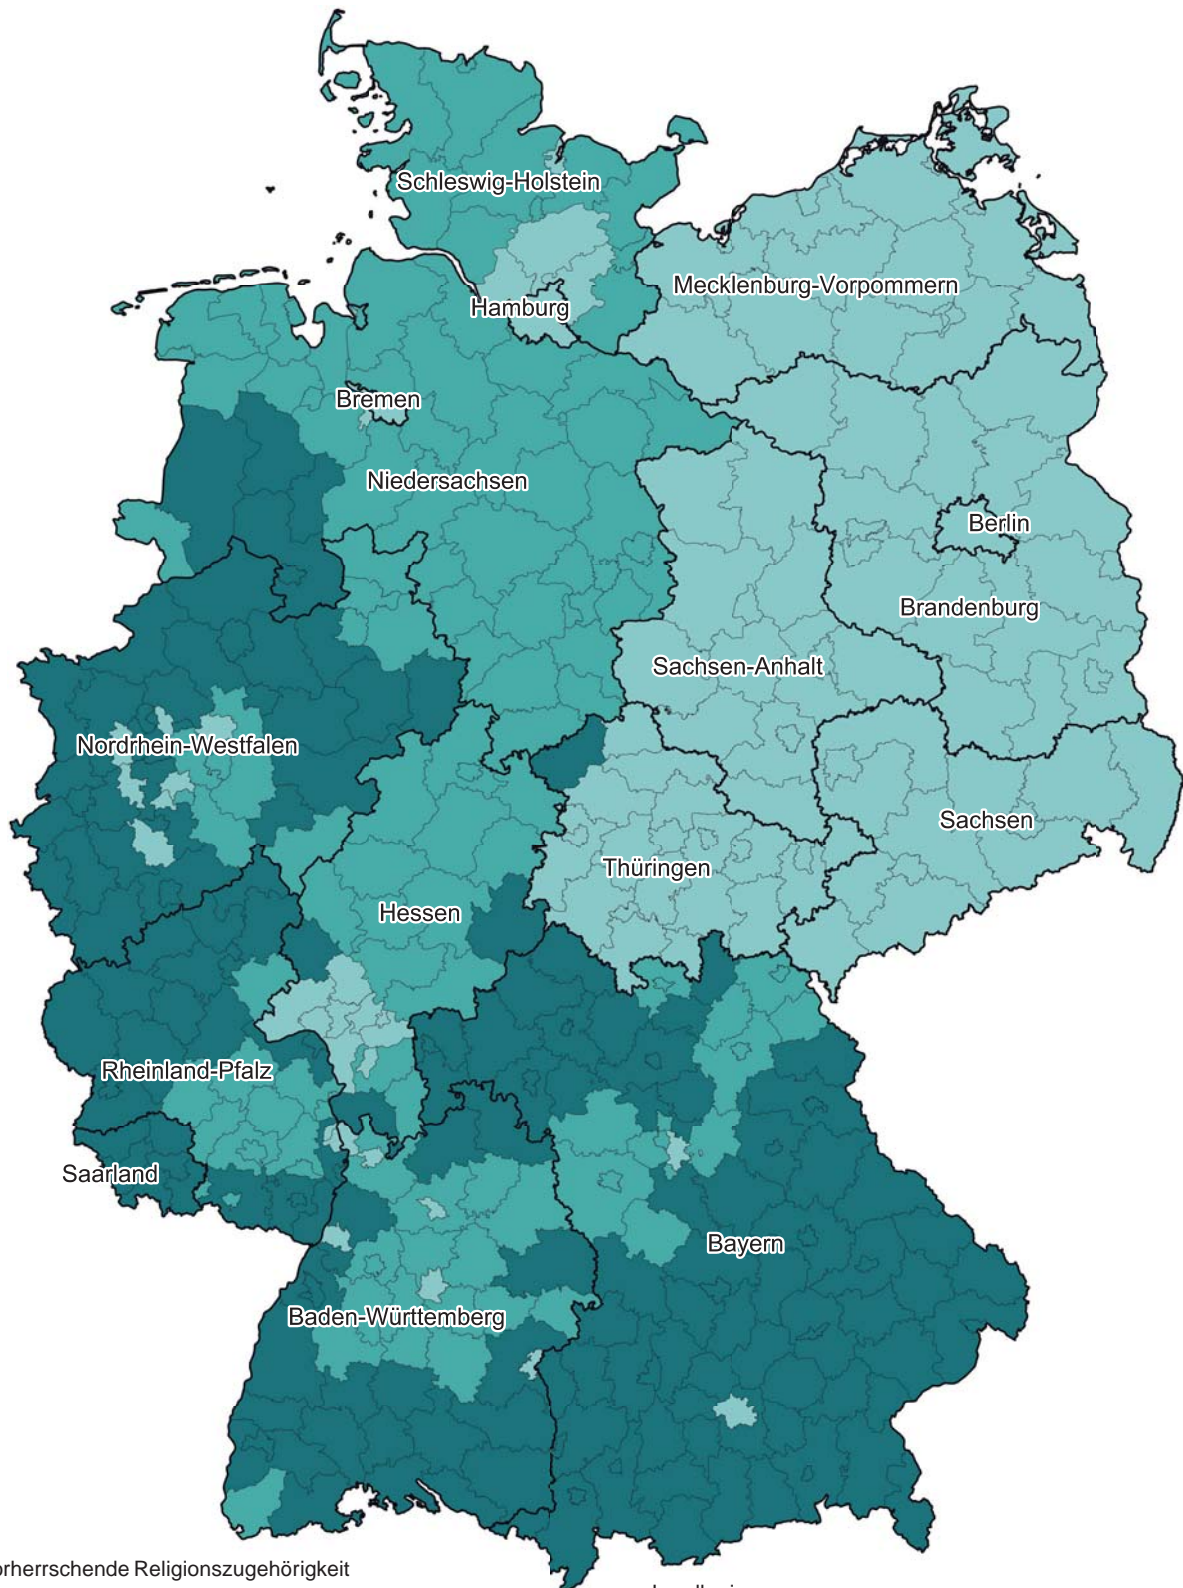 Schleswig-Holstein
Mecklenburg-Vorpommern
Hamburg
Bremen
Niedersachsen
Berlin
Brandenburg
Sachsen-Anhalt
Nordrhein-Westfalen
Sachsen
Thüringen
Hessen
Rheinland-Pfalz
Saarland
Bayern
Baden-Württemberg
orherrschende Religionszugehörigkeit